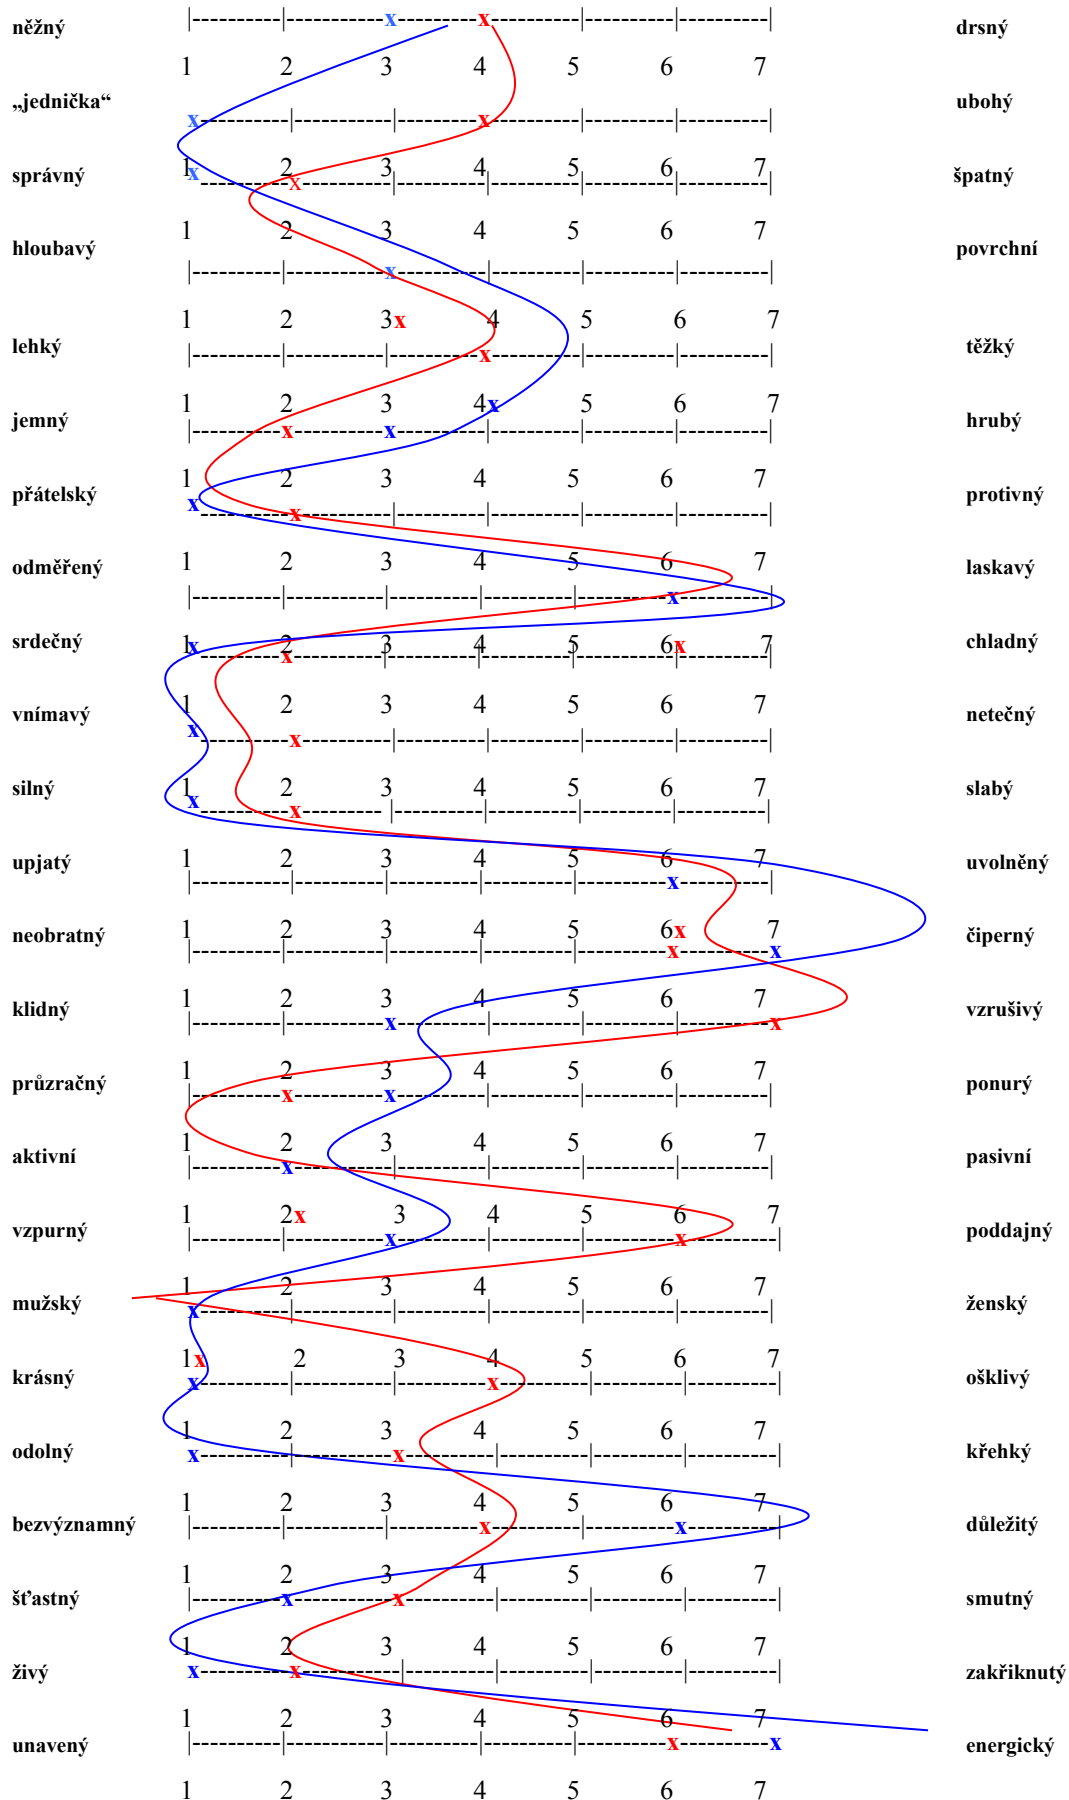 něžný |--------|--------x--------x--------|--------|--------| drsný
1 2 3 4 5 6 7
„jednička“ x--------|--------|--------x--------|--------|--------| ubohý
1 2 3 4 5 6 7
správný x--------x--------|--------|--------|--------|--------| špatný
1 2 3 4 5 6 7
hloubavý |--------|--------x--------|--------|--------|--------| povrchní
1 2 3x 4 5 6 7
lehký |--------|--------|--------x--------|--------|--------| těžký
1 2 3 4x 5 6 7
jemný |--------x--------x--------|--------|--------|--------| hrubý
1 2 3 4 5 6 7
přátelský x--------x--------|--------|--------|--------|--------| protivný
1 2 3 4 5 6 7
odměřený |--------|--------|--------|--------|--------x--------| laskavý
1x 2 3 4 5 6x 7
srdečný |--------x--------|--------|--------|--------|--------| chladný
1 2 3 4 5 6 7
vnímavý x--------x--------|--------|--------|--------|--------| netečný
1 2 3 4 5 6 7
silný x--------x--------|--------|--------|--------|--------| slabý
1 2 3 4 5 6 7
upjatý |--------|--------|--------|--------|--------x--------| uvolněný
1 2 3 4 5 6x 7
neobratný |--------|--------|--------|--------|--------x--------x čiperný
1 2 3 4 5 6 7
klidný |--------|--------x--------|--------|--------|--------x vzrušivý
1 2 3 4 5 6 7
průzračný |--------x--------x--------|--------|--------|--------| ponurý
1 2 3 4 5 6 7
aktivní |--------x--------|--------|--------|--------|--------| pasivní
1 2x 3 4 5 6 7
vzpurný |--------|--------x--------|--------|--------x--------| poddajný
1 2 3 4 5 6 7
mužský x--------|--------|--------|--------|--------|--------| ženský
1x 2 3 4 5 6 7
krásný x--------|--------|--------x--------|--------|--------| ošklivý
1 2 3 4 5 6 7
odolný x--------|--------x--------|--------|--------|--------| křehký
1 2 3 4 5 6 7
bezvýznamný |--------|--------|--------x--------|--------x--------| důležitý
1 2 3 4 5 6 7
šťastný |--------x--------x--------|--------|--------|--------| smutný
1 2 3 4 5 6 7
živý x--------x--------|--------|--------|--------|--------| zakřiknutý
1 2 3 4 5 6 7
unavený |--------|--------|--------|--------|--------x--------x energický
1 2 3 4 5 6 7